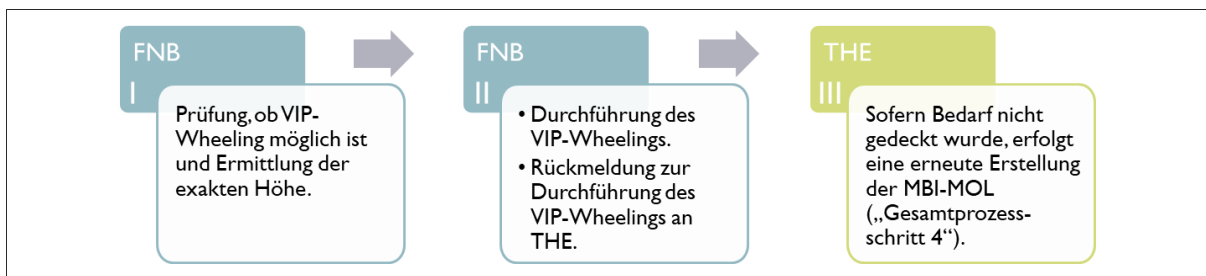 FNB
I
Prüfung, ob VIP-
Wheeling möglich ist
und Ermittlung der
exakten Höhe.
FNB
II
• Durchführung des
VIP-Wheelings.
• Rückmeldung zur
Durchführung des
VIP-Wheelings an
THE.
THE
III
Sofern Bedarf nicht
gedeckt wurde, erfolgt
eine erneute Erstellung
der MBI-MOL
(„Gesamtprozess-
schritt 4“).